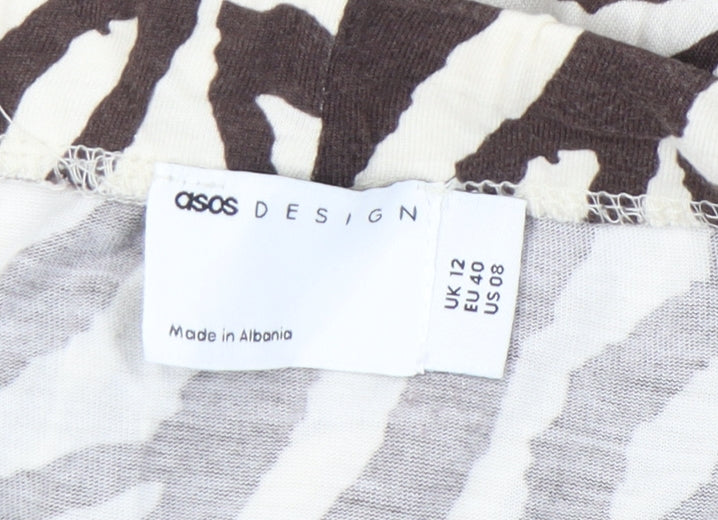 asos DESIGN
Made in Albania
UK 12
EU 40
US 08